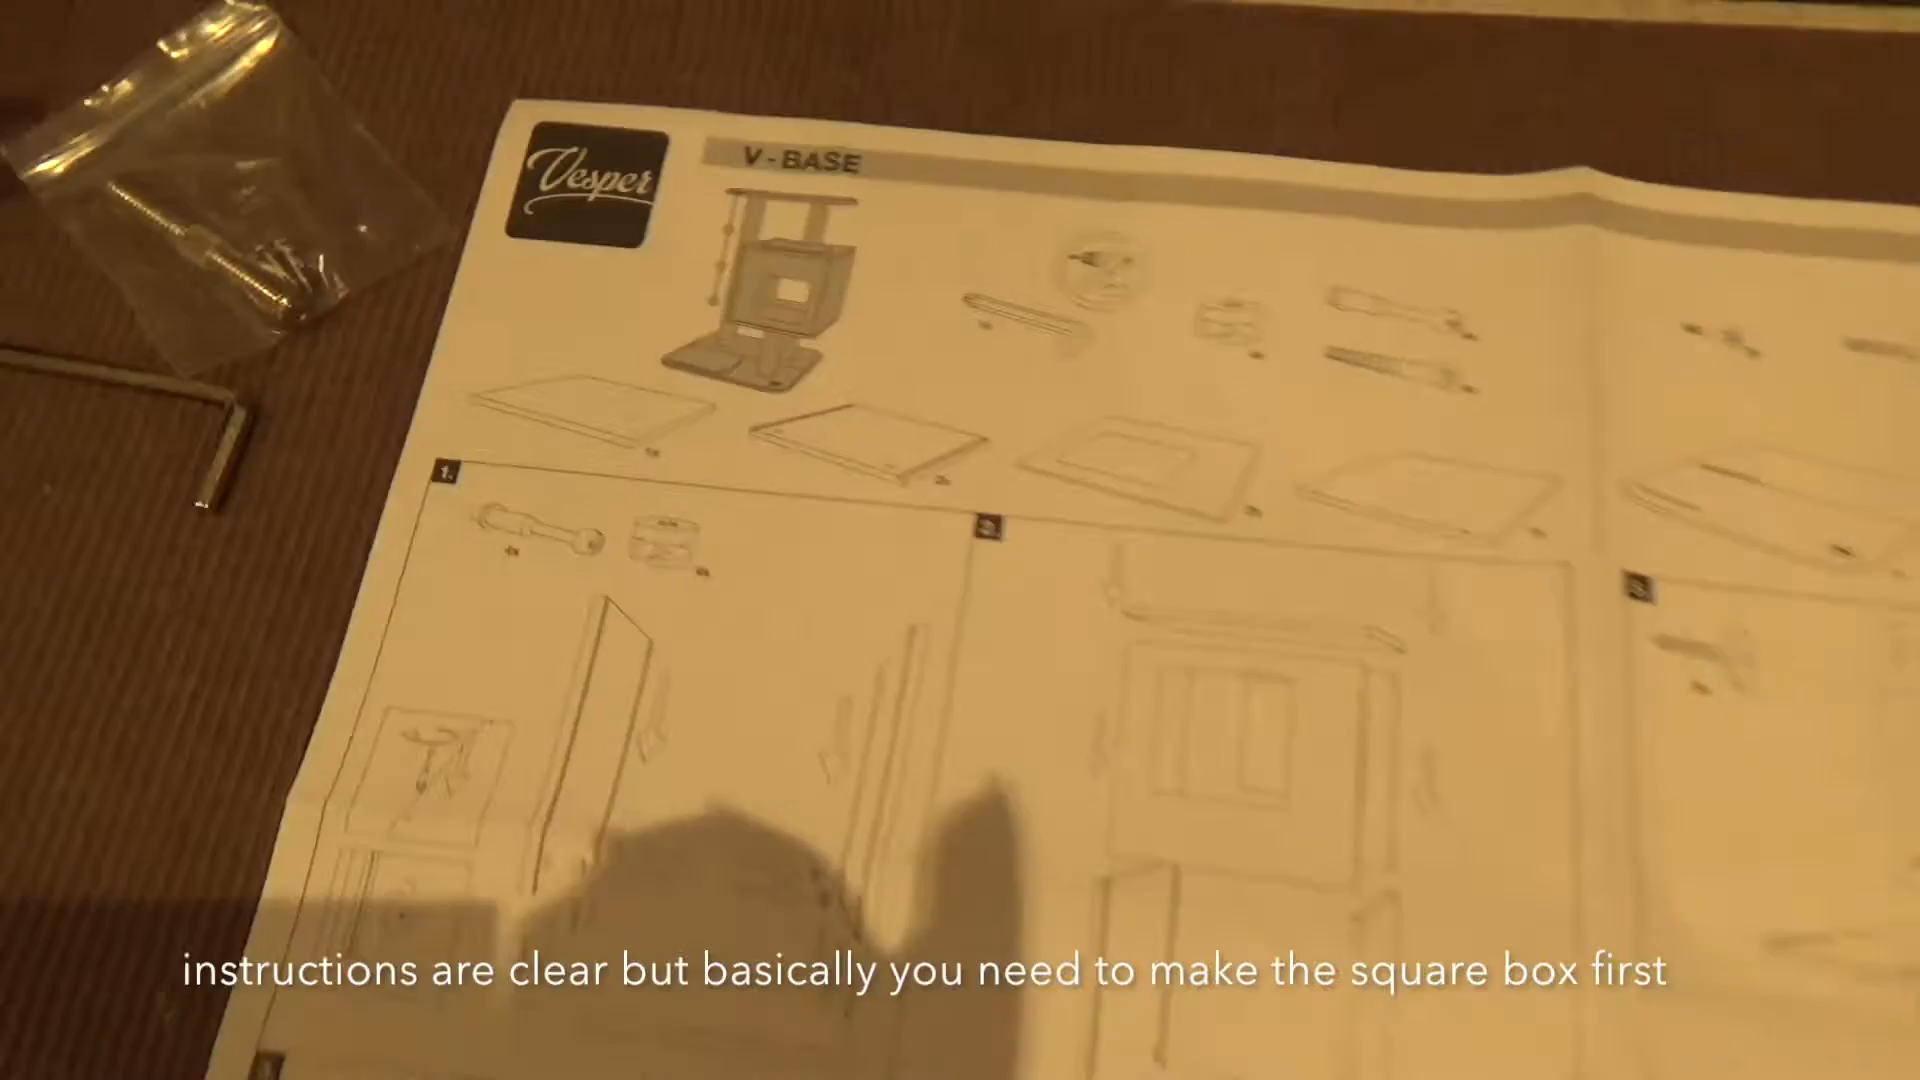 Vesper
V - BASE
1.
2.
3.
instructions are clear but basically you need to make the square box first